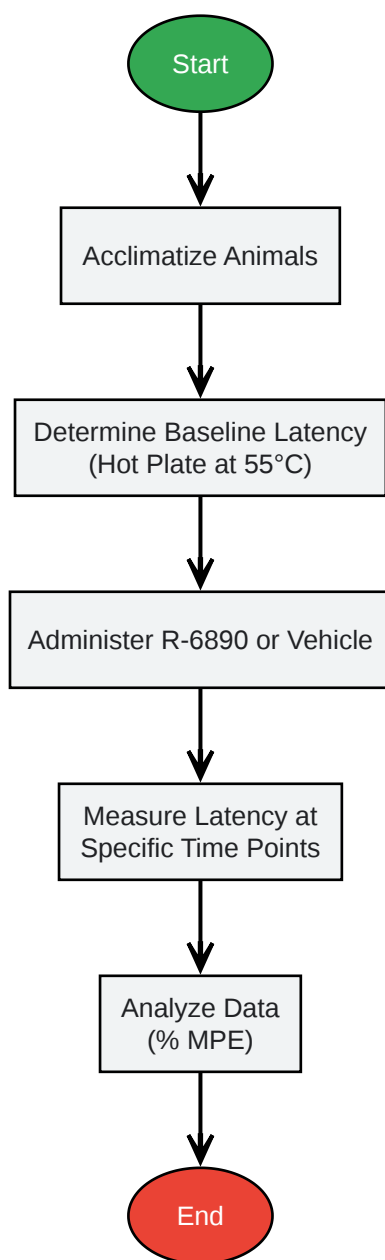 Start
Acclimatize Animals
Determine Baseline Latency
(Hot Plate at 55°C)
Administer R-6890 or Vehicle
Measure Latency at
Specific Time Points
Analyze Data
(% MPE)
End